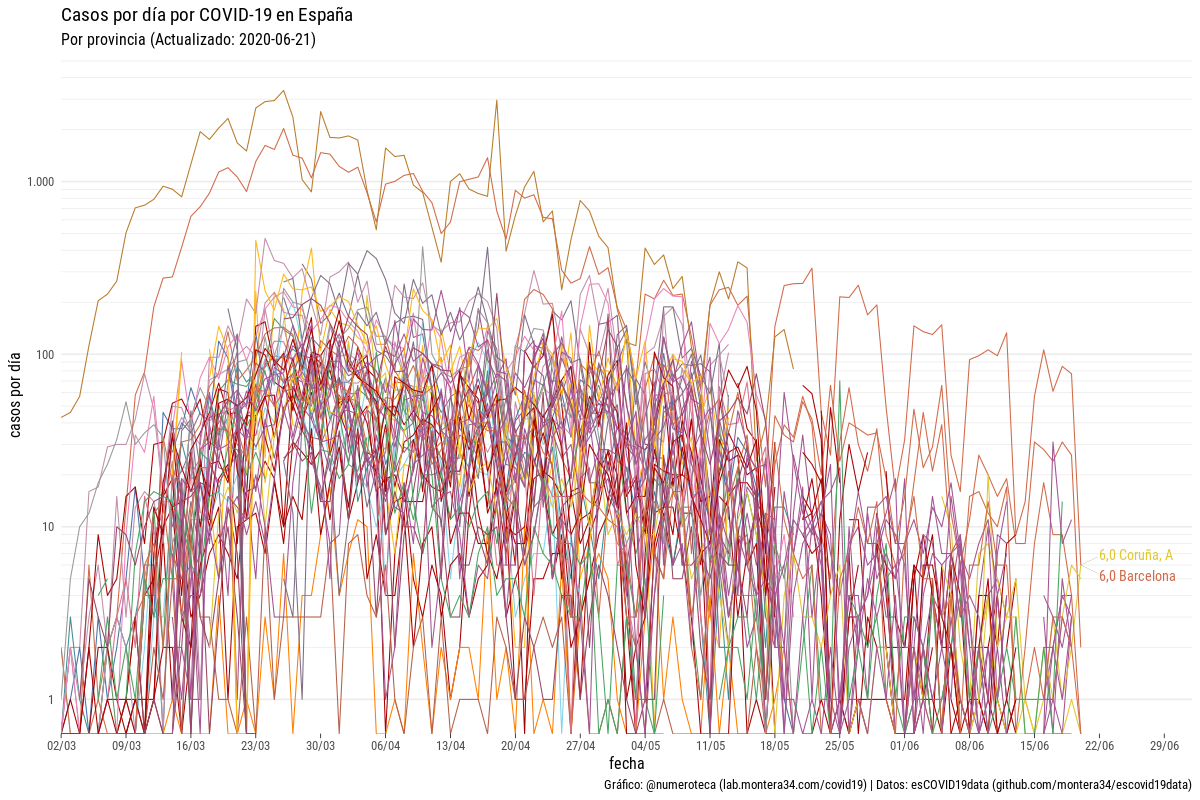 Casos por día por COVID-19 en España
Por provincia (Actualizado: 2020-06-21)
casos por día
1.000
100
10
1
6,0 Coruña, A
6,0 Barcelona
02/03 09/03 16/03 23/03 30/03 06/04 13/04 20/04 27/04 04/05 11/05 18/05 25/05 01/06 08/06 15/06 22/06 29/06
fecha
Gráfico: @numeroteca (lab.montera34.com/covid19) | Datos: esCOVID19data (github.com/montera34/escovid19data)